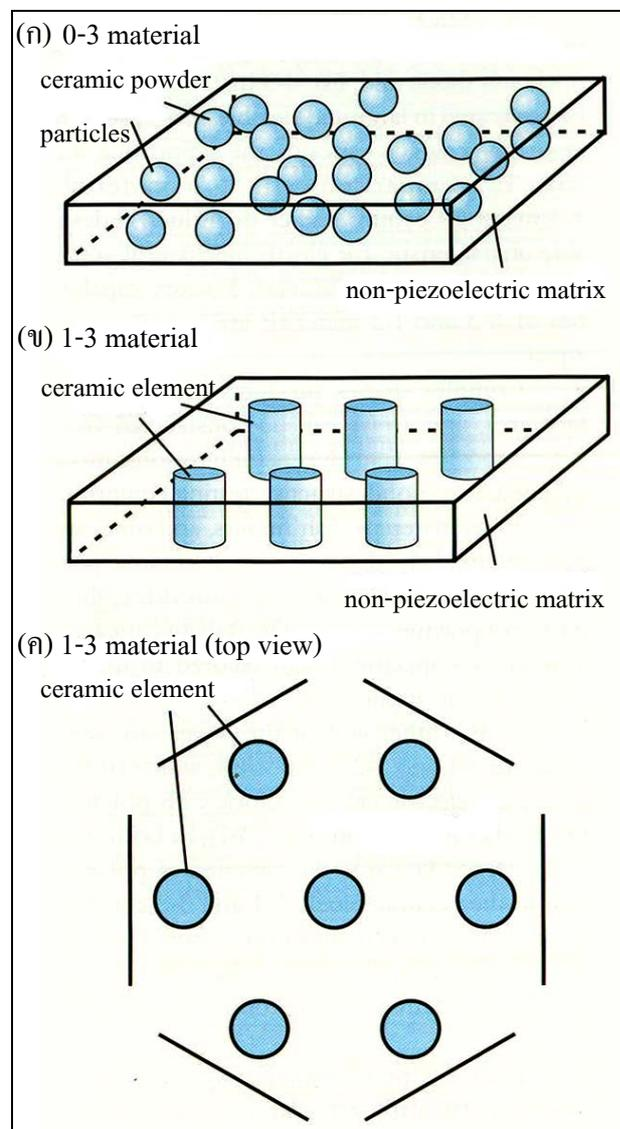 (ก) 0-3 material
ceramic powder
particles
non-piezoelectric matrix
(ข) 1-3 material
ceramic element
non-piezoelectric matrix
(ค) 1-3 material (top view)
ceramic element